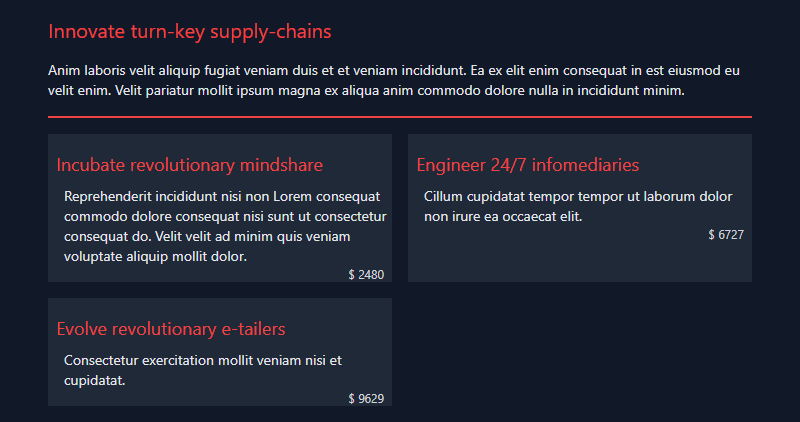 Innovate turn-key supply-chains
Anim laboris velit aliquip fugiat veniam duis et et veniam incididunt. Ea ex elit enim consequat in est eiusmod eu
velit enim. Velit pariatur mollit ipsum magna ex aliqua anim commodo dolore nulla in incididunt minim.
Incubate revolutionary mindshare
Reprehenderit incididunt nisi non Lorem consequat
commodo dolore consequat nisi sunt ut consectetur
consequat do. Velit velit ad minim quis veniam
voluptate aliquip mollit dolor.
$ 2480
Engineer 24/7 infomediaries
Cillum cupidatat tempor tempor ut laborum dolor
non irure ea occaecat elit.
$ 6727
Evolve revolutionary e-tailers
Consectetur exercitation mollit veniam nisi et
cupidatat.
$ 9629